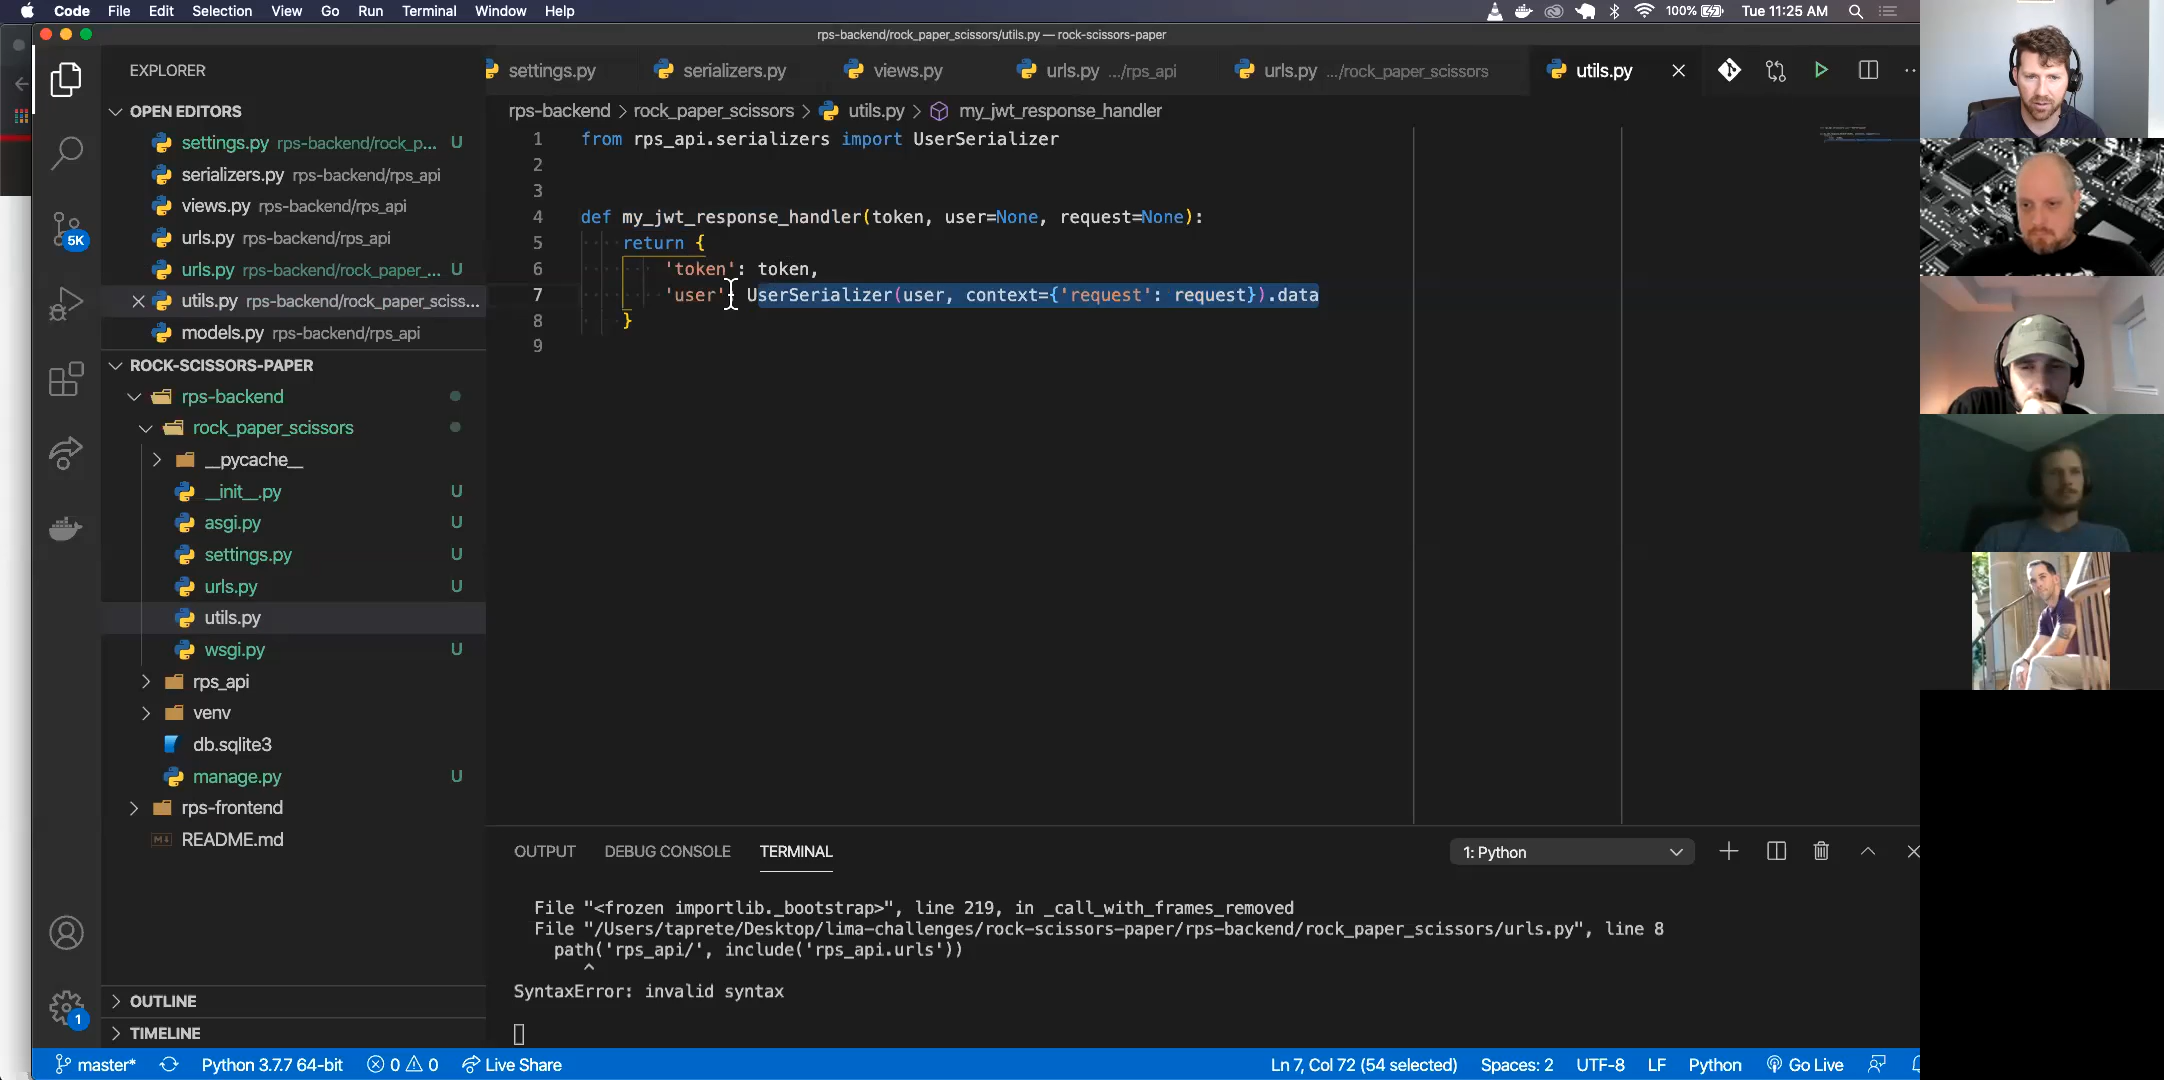 Code File Edit Selection View Go Run Terminal Window Help
100% Tue 11:25 AM
rps-backend/rock_paper_scissors/utils.py — rock-scissors-paper
EXPLORER
OPEN EDITORS
settings.py rps-backend/rock_p... U
serializers.py rps-backend/rps_api
views.py rps-backend/rps_api
urls.py rps-backend/rps_api
urls.py rps-backend/rock_paper_... U
utils.py rps-backend/rock_paper_sciss...
models.py rps-backend/rps_api
ROCK-SCISSORS-PAPER
rps-backend
rock_paper_scissors
__pycache__
__init__.py U
asgi.py U
settings.py U
urls.py U
utils.py
wsgi.py U
rps_api
venv
db.sqlite3
manage.py U
rps-frontend
README.md
OUTLINE
TIMELINE
5K
1
settings.py serializers.py views.py urls.py .../rps_api urls.py .../rock_paper_scissors utils.py
rps-backend > rock_paper_scissors > utils.py > my_jwt_response_handler
1 from rps_api.serializers import UserSerializer
2
3
4 def my_jwt_response_handler(token, user=None, request=None):
5 return {
6 'token': token,
7 'user': UserSerializer(user, context={'request': request}).data
8 }
9
OUTPUT DEBUG CONSOLE TERMINAL
1: Python
File "<frozen importlib._bootstrap>", line 219, in _call_with_frames_removed
File "/Users/taprete/Desktop/lima-challenges/rock-scissors-paper/rps-backend/rock_paper_scissors/urls.py", line 8
path('rps_api/', include('rps_api.urls'))
^
SyntaxError: invalid syntax
master* Python 3.7.7 64-bit 0 0 Live Share
Ln 7, Col 72 (54 selected) Spaces: 2 UTF-8 LF Python Go Live